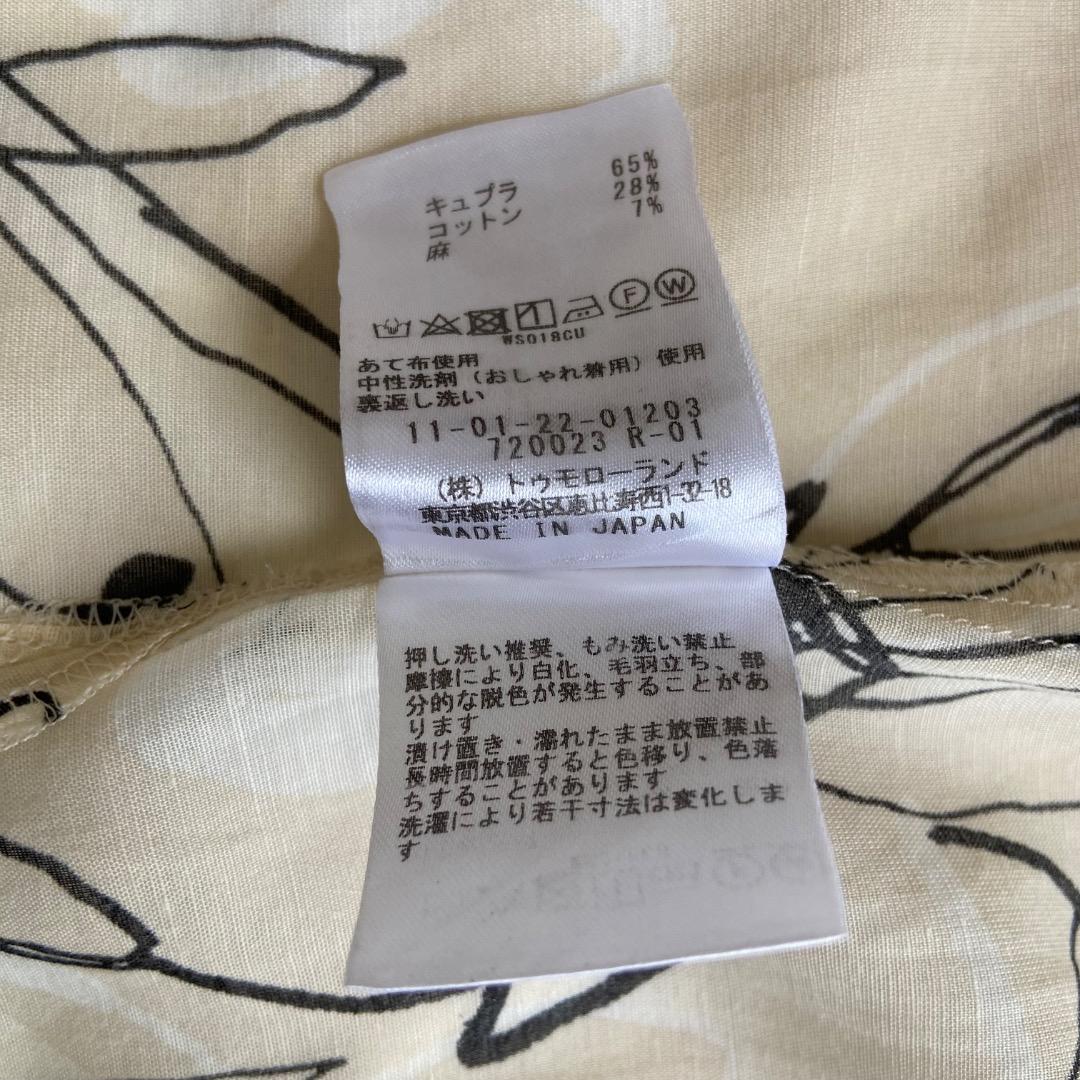 キュプラ 65%
コットン 28%
麻 7%
F W
WS018CU
あて布使用
中性洗剤(おしゃれ着用)使用
裏返し洗い
11-01-22-01203
720023 R-01
(株)トゥモローランド
東京都渋谷区恵比寿西1-32-18
MADE IN JAPAN
押し洗い推奨、もみ洗い禁止
摩擦により白化、毛羽立ち、部
分的な脱色が発生することがあ
ります
漬け置き・濡れたまま放置禁止
長時間放置すると色移り、色落
ちすることがあります
洗濯により若干寸法は変化しま
す